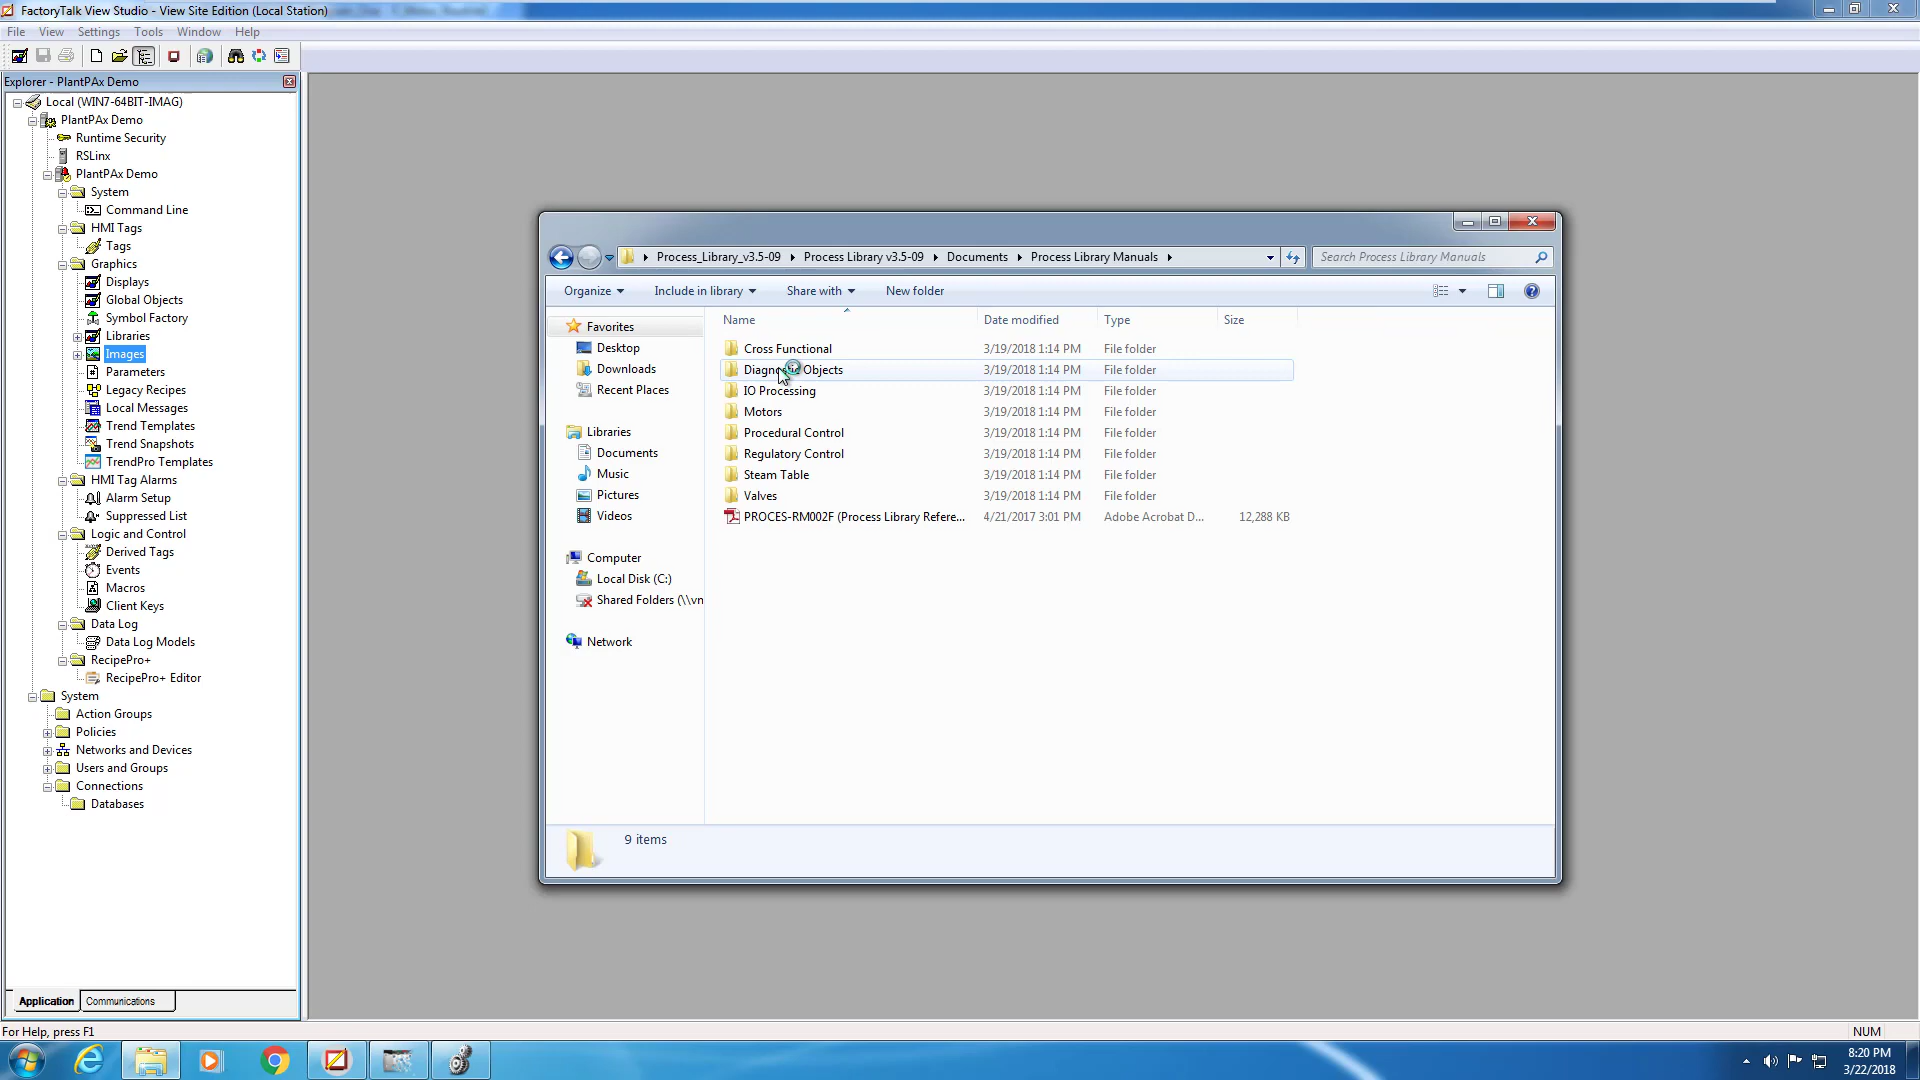 FactoryTalk View Studio - View Site Edition (Local Station)
File View Settings Tools Window Help
Explorer - PlantPAx Demo
Local (WIN7-64BIT-IMAG)
PlantPAx Demo
Runtime Security
RSLinx
PlantPAx Demo
System
Command Line
HMI Tags
Tags
Graphics
Displays
Global Objects
Symbol Factory
Libraries
Images
Parameters
Legacy Recipes
Local Messages
Trend Templates
Trend Snapshots
TrendPro Templates
HMI Tag Alarms
Alarm Setup
Suppressed List
Logic and Control
Derived Tags
Events
Macros
Client Keys
Data Log
Data Log Models
RecipePro+
RecipePro+ Editor
System
Action Groups
Policies
Networks and Devices
Users and Groups
Connections
Databases
Application Communications
For Help, press F1
Process_Library_v3.5-09 Process Library v3.5-09 Documents Process Library Manuals Search Process Library Manuals
Organize Include in library Share with New folder
Favorites
Desktop
Downloads
Recent Places
Libraries
Documents
Music
Pictures
Videos
Computer
Local Disk (C:)
Shared Folders (\\vn
Network
Name Date modified Type Size
Cross Functional 3/19/2018 1:14 PM File folder
Diagnostic Objects 3/19/2018 1:14 PM File folder
IO Processing 3/19/2018 1:14 PM File folder
Motors 3/19/2018 1:14 PM File folder
Procedural Control 3/19/2018 1:14 PM File folder
Regulatory Control 3/19/2018 1:14 PM File folder
Steam Table 3/19/2018 1:14 PM File folder
Valves 3/19/2018 1:14 PM File folder
PROCES-RM002F (Process Library Refere... 4/21/2017 3:01 PM Adobe Acrobat D... 12,288 KB
9 items
NUM
8:20 PM
3/22/2018